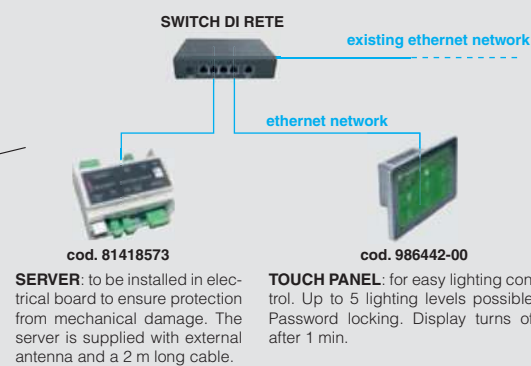 SWITCH DI RETE
existing ethernet network
ethernet network
cod. 81418573
SERVER: to be installed in elec-
trical board to ensure protection
from mechanical damage. The
server is supplied with external
antenna and a 2 m long cable.
cod. 986442-00
TOUCH PANEL: for easy lighting con
trol. Up to 5 lighting levels possible
Password locking. Display turns of
after 1 min.